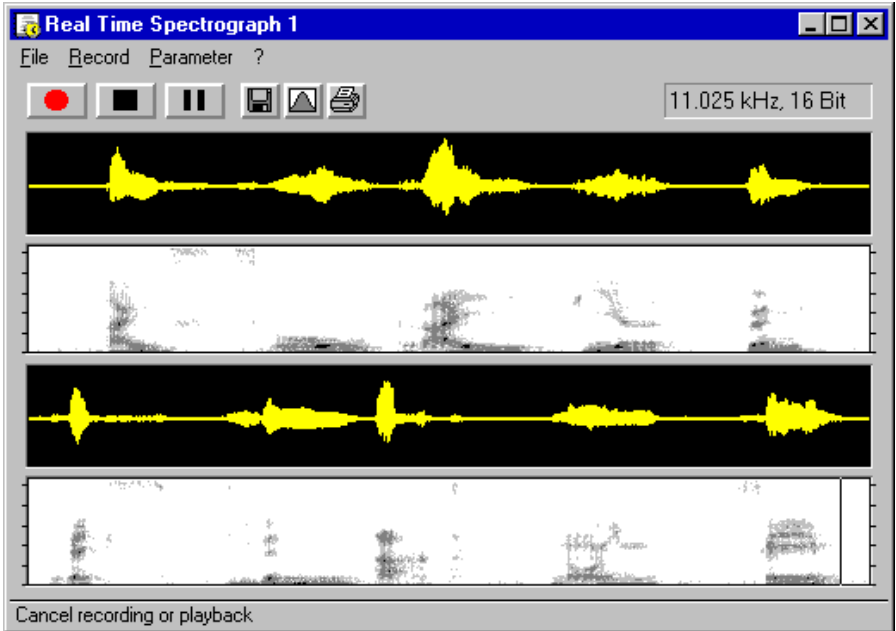 Real Time Spectrograph 1
File Record Parameter ?
11.025 kHz, 16 Bit
Cancel recording or playback